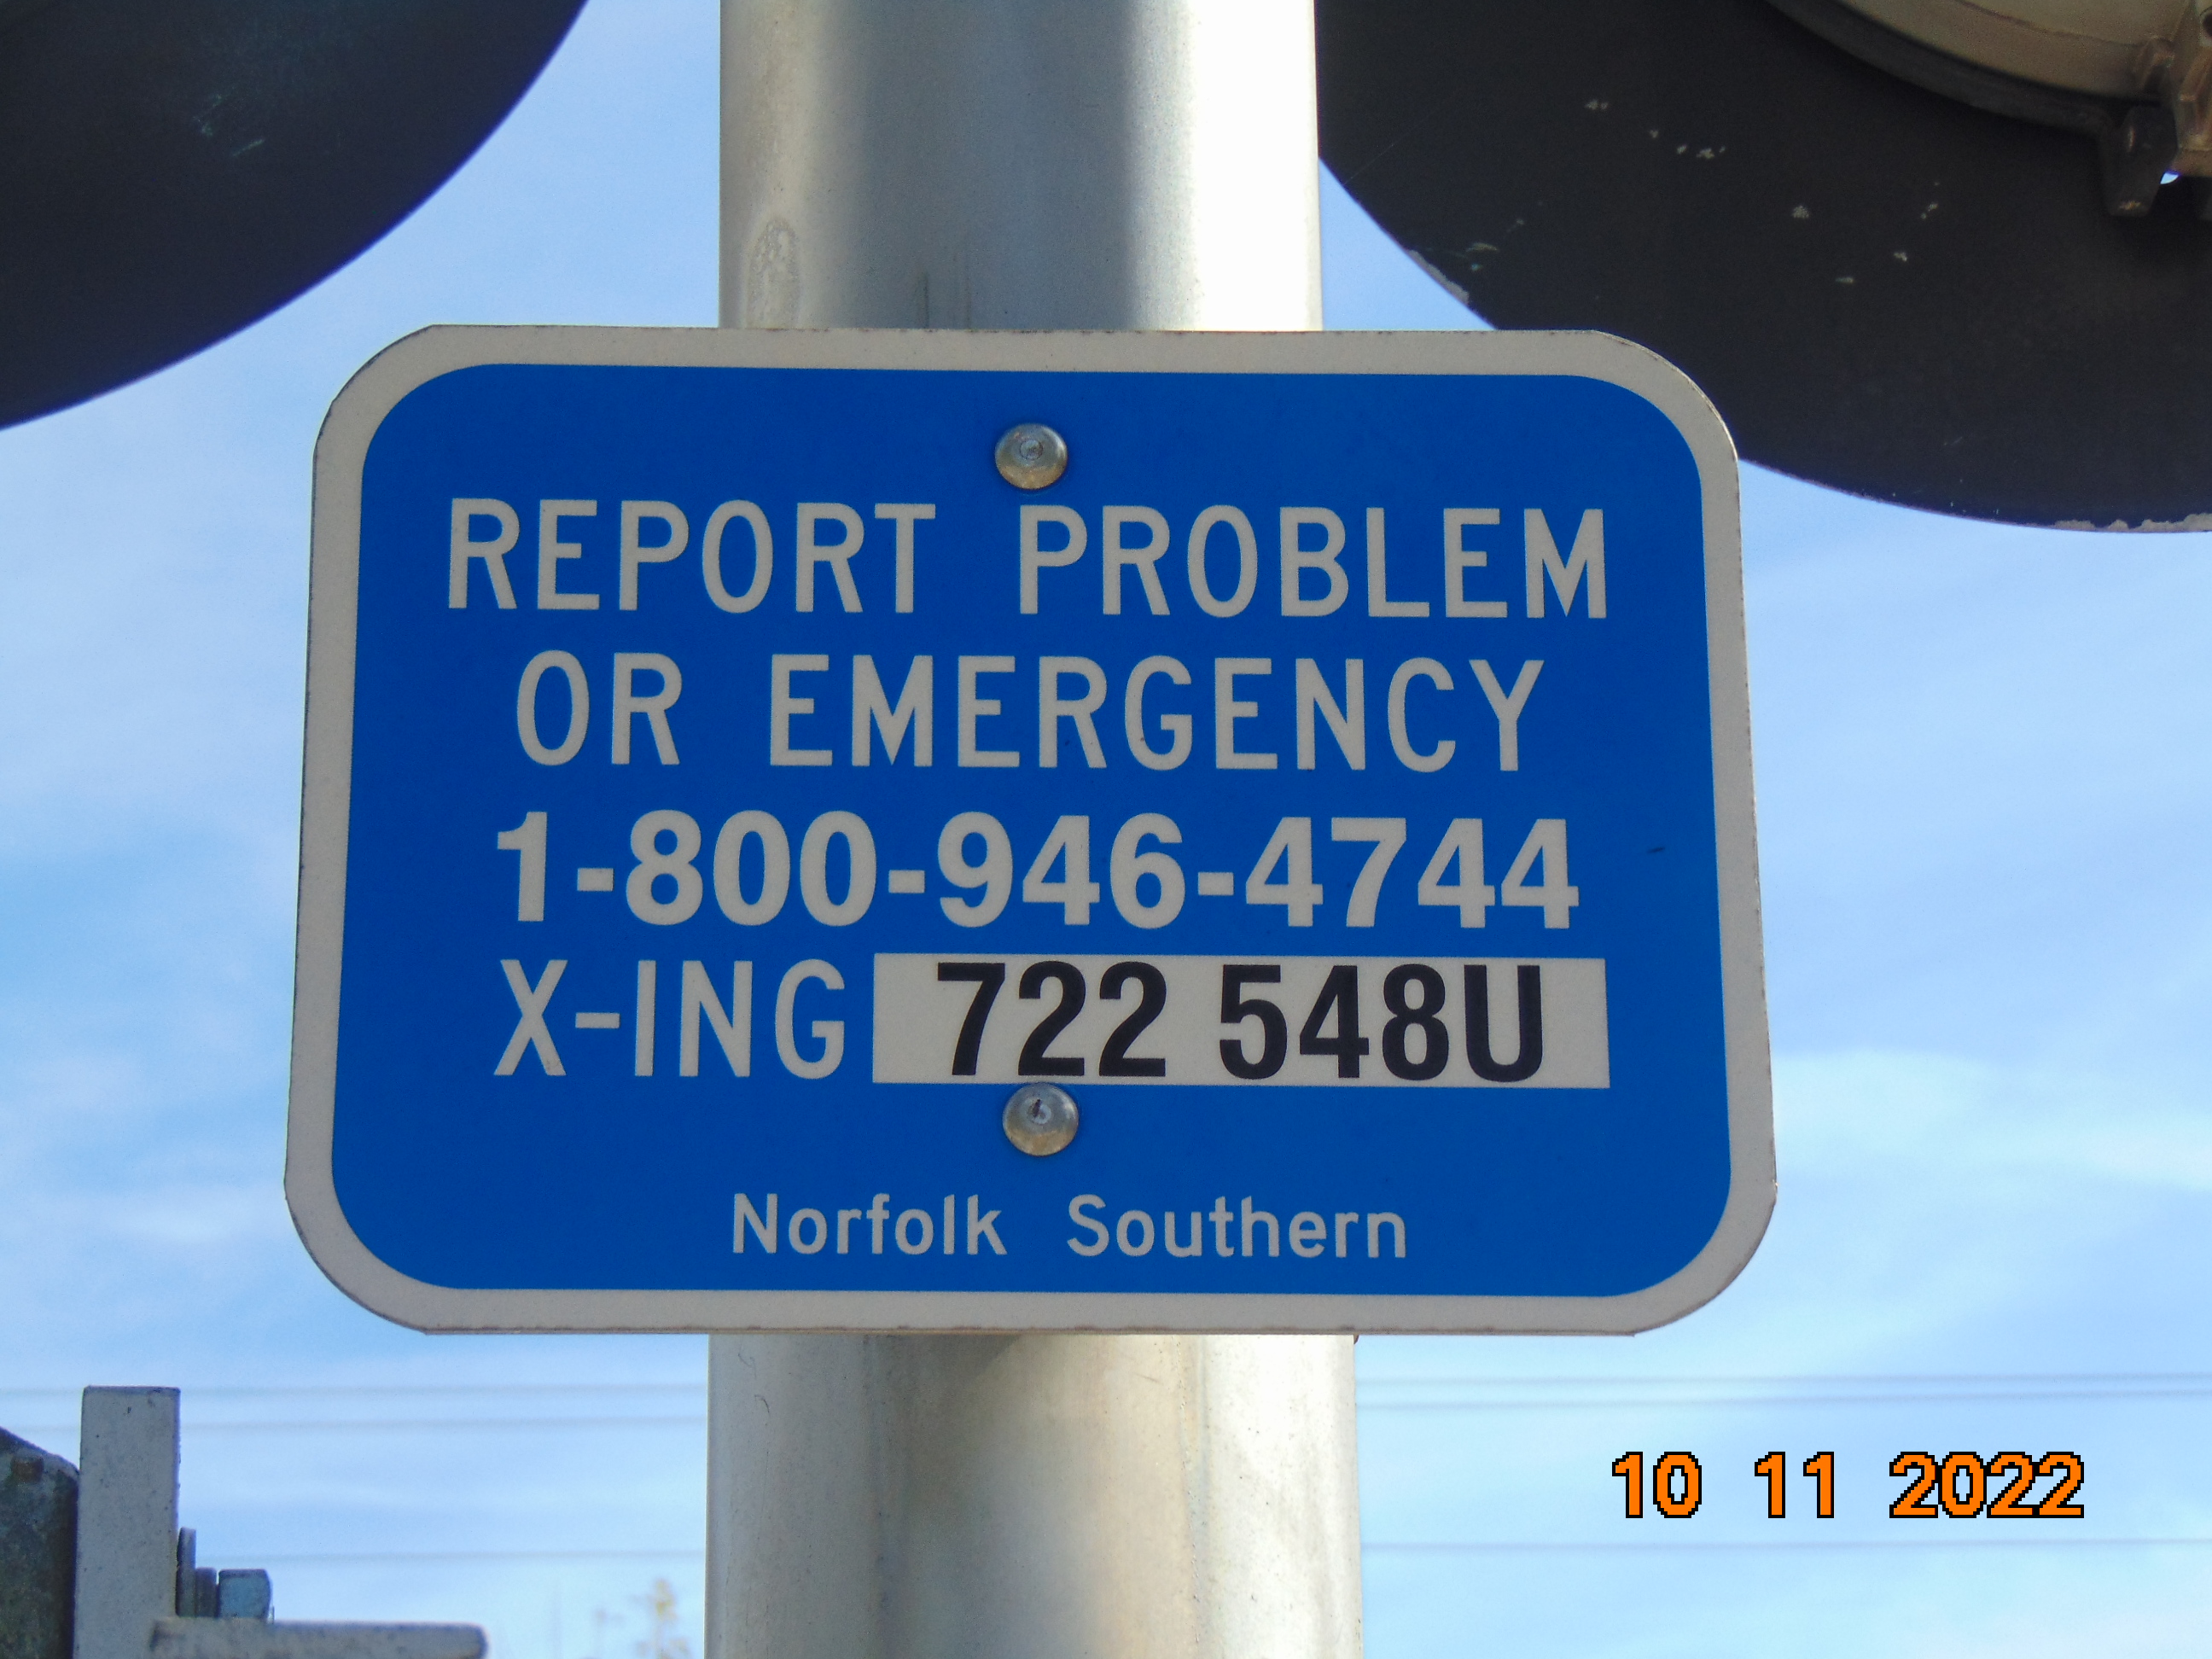 REPORT PROBLEM
OR EMERGENCY
1-800-946-4744
X-ING 722 548U
Norfolk Southern
10 11 2022